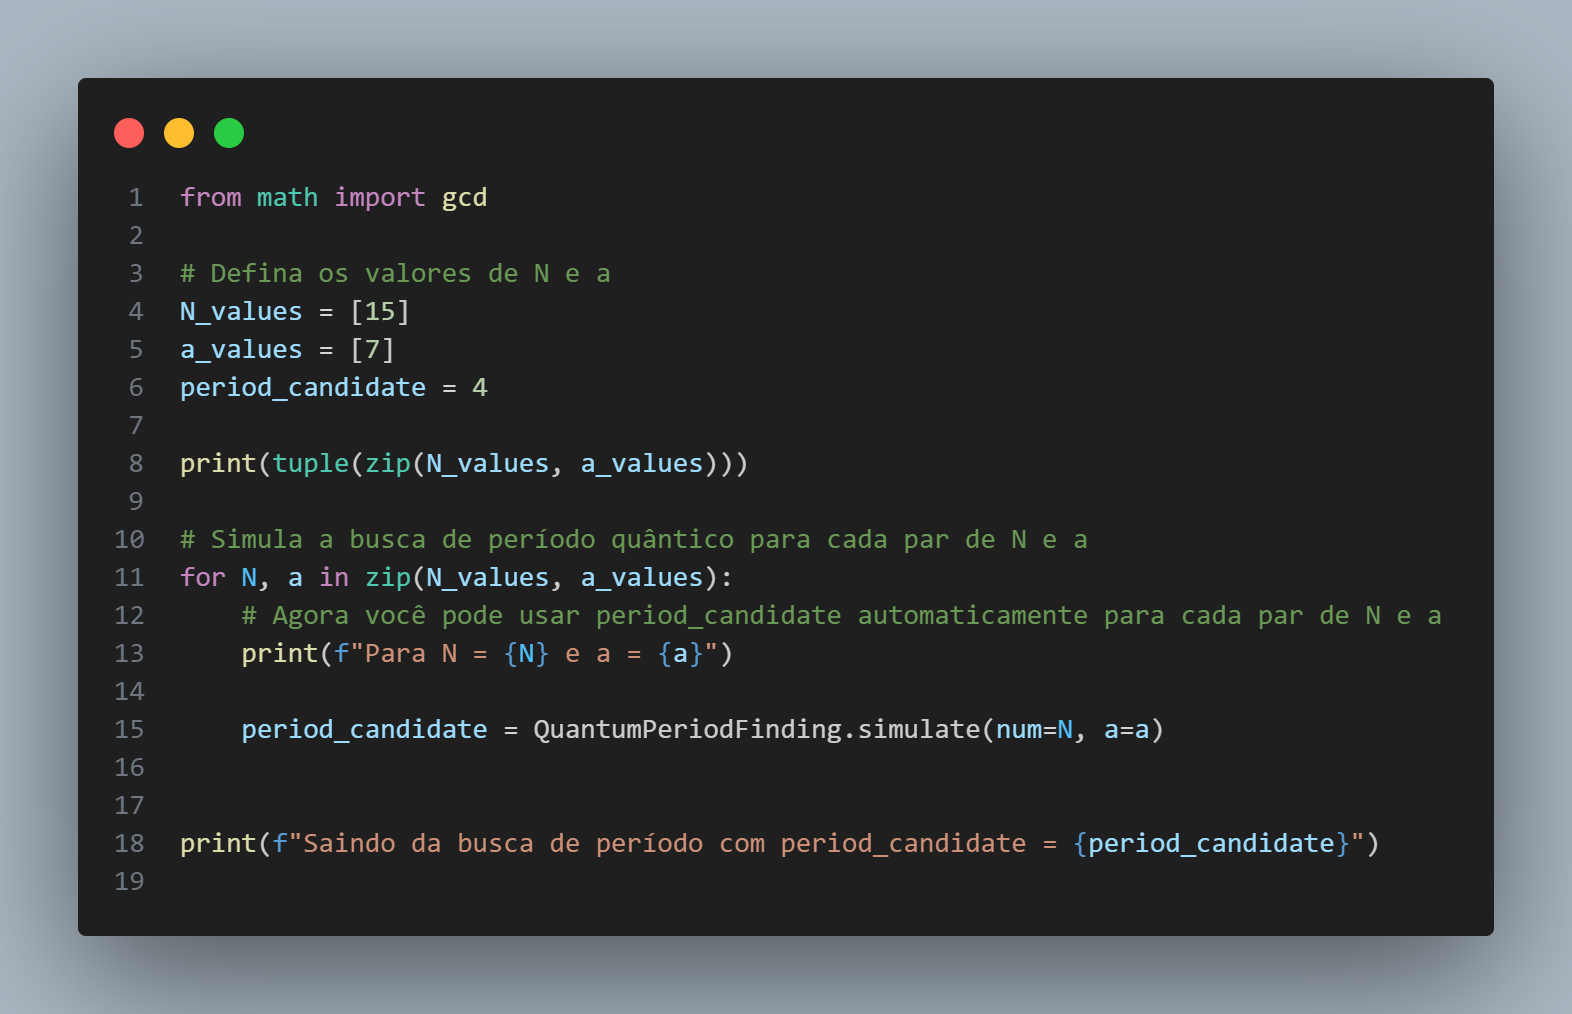 1 from math import gcd
2
3 # Defina os valores de N e a
4 N_values = [15]
5 a_values = [7]
6 period_candidate = 4
7
8 print(tuple(zip(N_values, a_values)))
9
10 # Simula a busca de período quântico para cada par de N e a
11 for N, a in zip(N_values, a_values):
12     # Agora você pode usar period_candidate automaticamente para cada par de N e a
13     print(f"Para N = {N} e a = {a}")
14
15     period_candidate = QuantumPeriodFinding.simulate(num=N, a=a)
16
17
18 print(f"Saindo da busca de período com period_candidate = {period_candidate}")
19